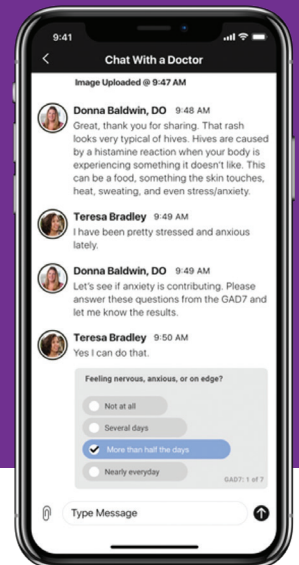 9:41
Chat With a Doctor
Image Uploaded @ 9:47 AM
Donna Baldwin, DO 9:48 AM
Great, thank you for sharing. That rash
looks very typical of hives. Hives are caused
by a histamine reaction when your body is
experiencing something it doesn't like. This
can be a food, something the skin touches,
heat, sweating, and even stress/anxiety.
Teresa Bradley 9:49 AM
I have been pretty stressed and anxious
lately.
Donna Baldwin, DO 9:49 AM
Let's see if anxiety is contributing. Please
answer these questions from the GAD7 and
let me know the results.
Teresa Bradley 9:50 AM
Yes I can do that.
Feeling nervous, anxious, or on edge?
Not at all
Several days
More than half the days
Nearly everyday
GAD7: 1 of 7
Type Message